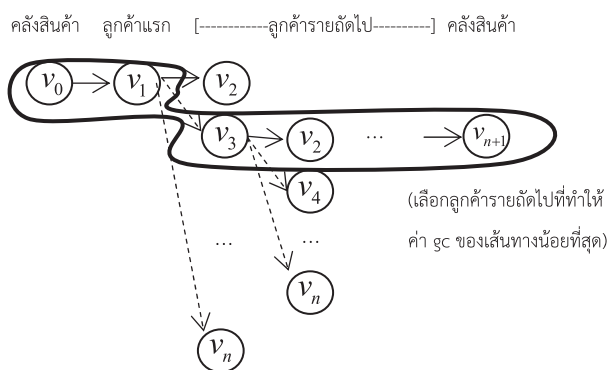 คลังสินค้า ลูกค้าแรก [------------ลูกค้ารายถัดไป----------] คลังสินค้า
v0 v1 v2
v3 v2 ... vn+1
v4
(เลือกลูกค้ารายถัดไปที่ทำให้
... ... ค่า gc ของเส้นทางน้อยที่สุด)
vn
vn